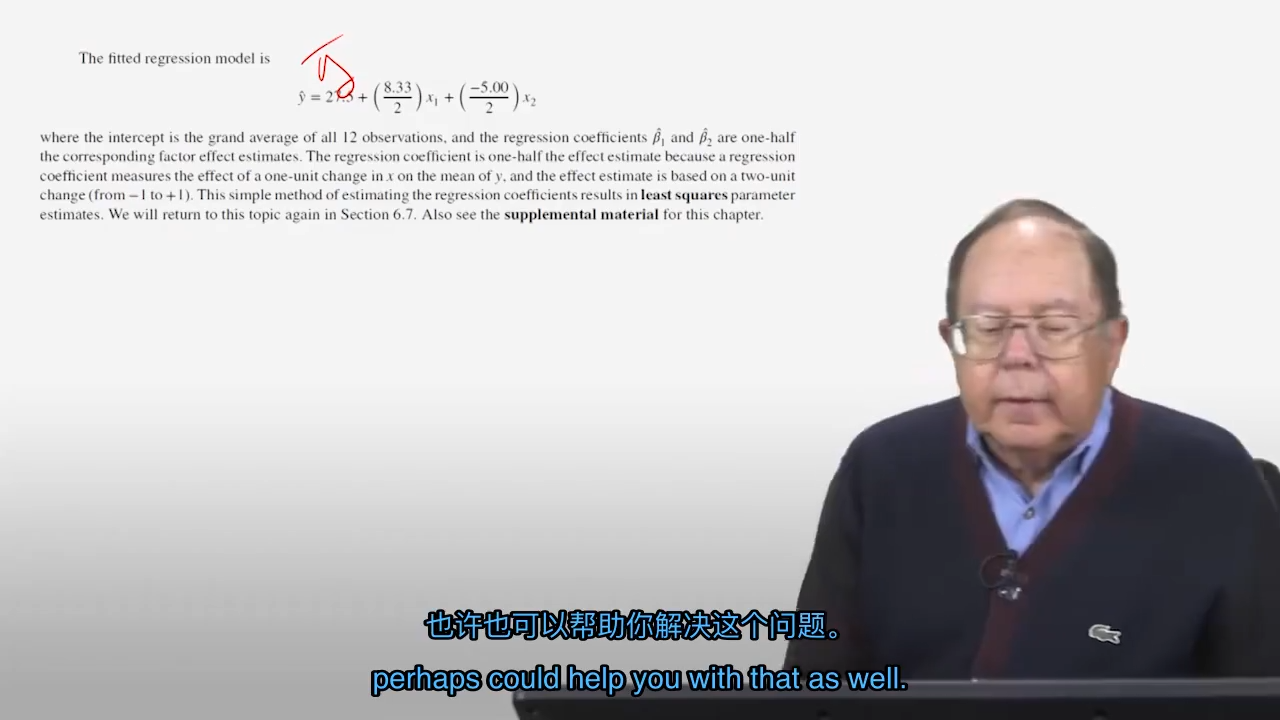 The fitted regression model is
ŷ = 27.5 + (8.33/2) x₁ + (−5.00/2) x₂
where the intercept is the grand average of all 12 observations, and the regression coefficients β̂₁ and β̂₂ are one-half
the corresponding factor effect estimates. The regression coefficient is one-half the effect estimate because a regression
coefficient measures the effect of a one-unit change in x on the mean of y, and the effect estimate is based on a two-unit
change (from −1 to +1). This simple method of estimating the regression coefficients results in least squares parameter
estimates. We will return to this topic again in Section 6.7. Also see the supplemental material for this chapter.
也许也可以帮助你解决这个问题。
perhaps could help you with that as well.